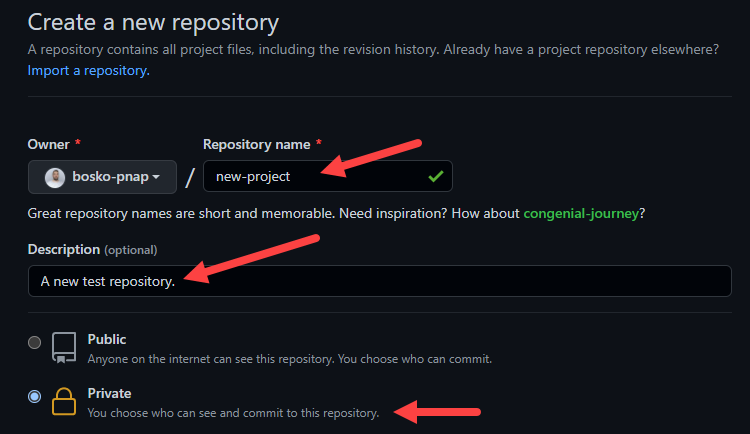 Create a new repository
A repository contains all project files, including the revision history. Already have a project repository elsewhere?
Import a repository.
Owner * Repository name *
bosko-pnap / new-project
Great repository names are short and memorable. Need inspiration? How about congenial-journey?
Description (optional)
A new test repository.
Public
Anyone on the internet can see this repository. You choose who can commit.
Private
You choose who can see and commit to this repository.